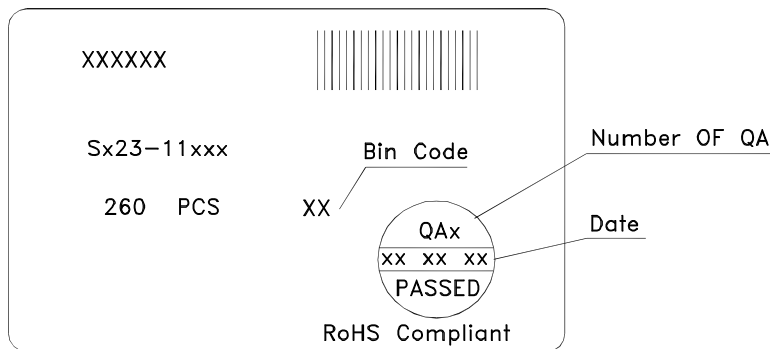 XXXXXX
Sx23-11xxx
Bin Code
Number OF QA
260 PCS
XX
QAx
Date
xx xx xx
PASSED
RoHS Compliant